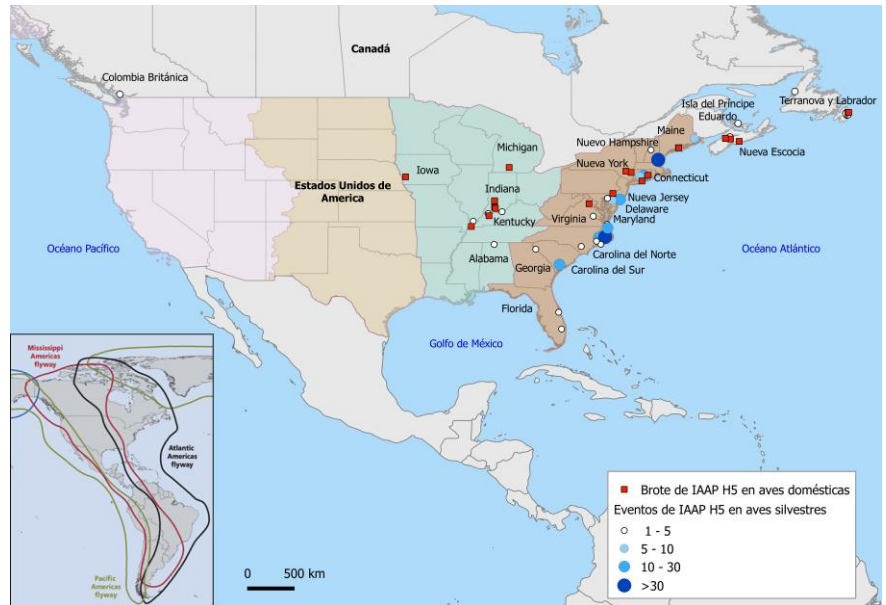 Canadá
Colombia Británica
Terranova y Labrador
Isla del Príncipe
Eduardo
Maine
Nuevo Hampshire
Michigan
Nueva Escocia
Nueva York
Iowa
Connecticut
Estados Unidos de
America
Indiana
Nueva Jersey
Delaware
Kentucky
Virginia
Maryland
Océano Pacífico
Océano Atlántico
Carolina del Norte
Alabama
Georgia
Carolina del Sur
Florida
Golfo de México
Mississippi
Americas
flyway
Atlantic
Americas
flyway
Pacific
Americas
flyway
0 500 km
Brote de IAAP H5 en aves domésticas
Eventos de IAAP H5 en aves silvestres
1 - 5
5 - 10
10 - 30
>30